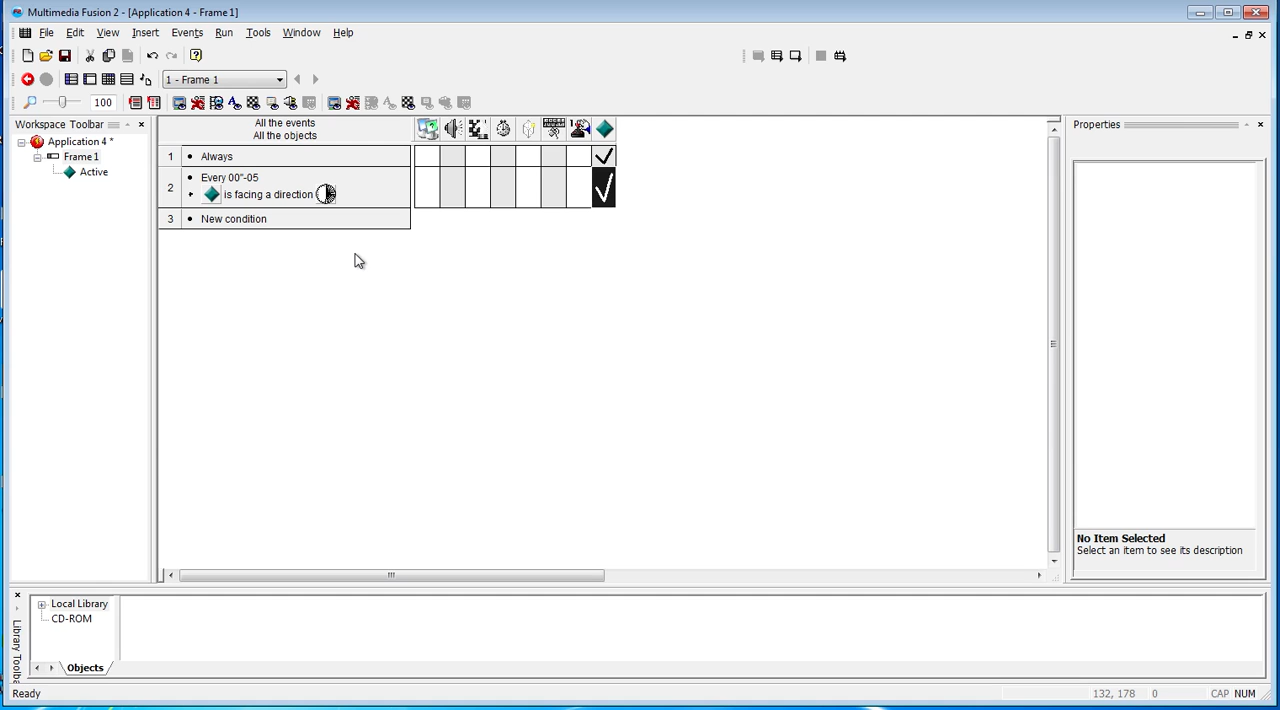 Multimedia Fusion 2 - [Application 4 - Frame 1]
File Edit View Insert Events Run Tools Window Help
1 - Frame 1
100
Workspace Toolbar
Application 4 *
Frame 1
Active
All the events
All the objects
1 • Always
2 • Every 00"-05
+ is facing a direction
3 • New condition
Properties
No Item Selected
Select an item to see its description
Library Toolba
Local Library
CD-ROM
Objects
Ready
132, 178 0 CAP NUM